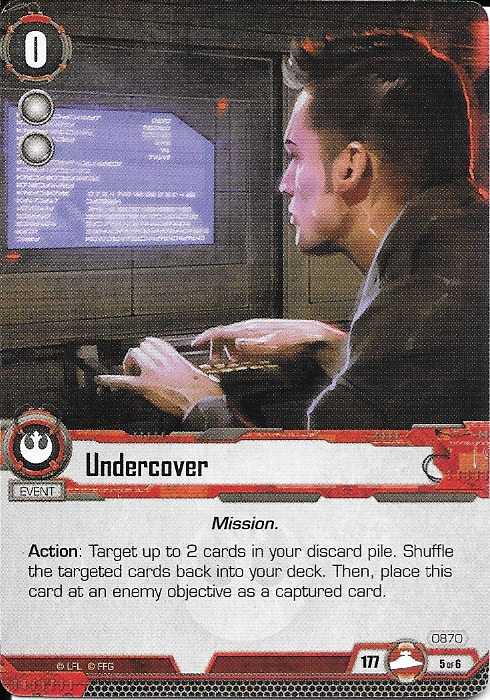 0
Undercover
EVENT
Mission.
Action: Target up to 2 cards in your discard pile. Shuffle
the targeted cards back into your deck. Then, place this
card at an enemy objective as a captured card.
0870
© LFL © FFG
177
5 OF 6